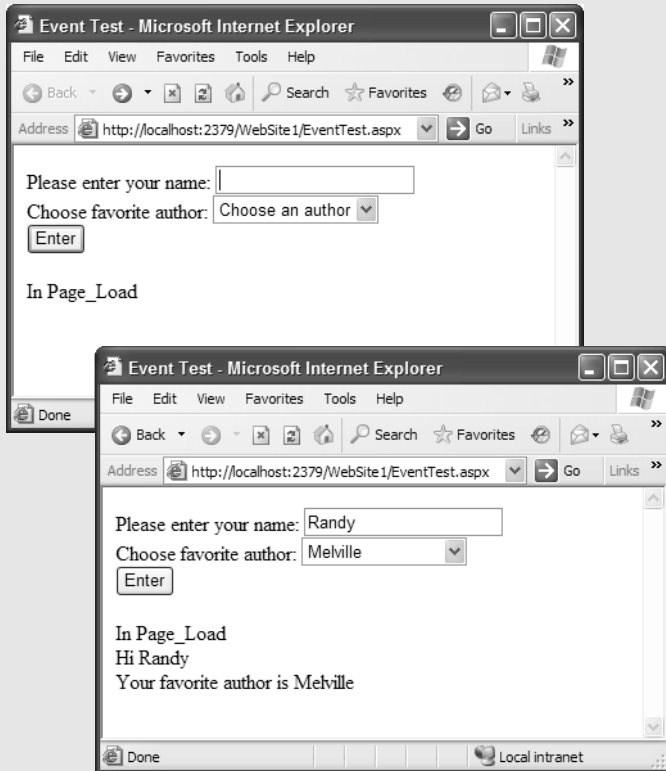 Event Test - Microsoft Internet Explorer
File Edit View Favorites Tools Help
Back Search Favorites »
Address http://localhost:2379/WebSite1/EventTest.aspx Go Links »
Please enter your name:
Choose favorite author: Choose an author
Enter
In Page_Load
Done
Event Test - Microsoft Internet Explorer
File Edit View Favorites Tools Help
Back Search Favorites »
Address http://localhost:2379/WebSite1/EventTest.aspx Go Links »
Please enter your name: Randy
Choose favorite author: Melville
Enter
In Page_Load
Hi Randy
Your favorite author is Melville
Done Local intranet